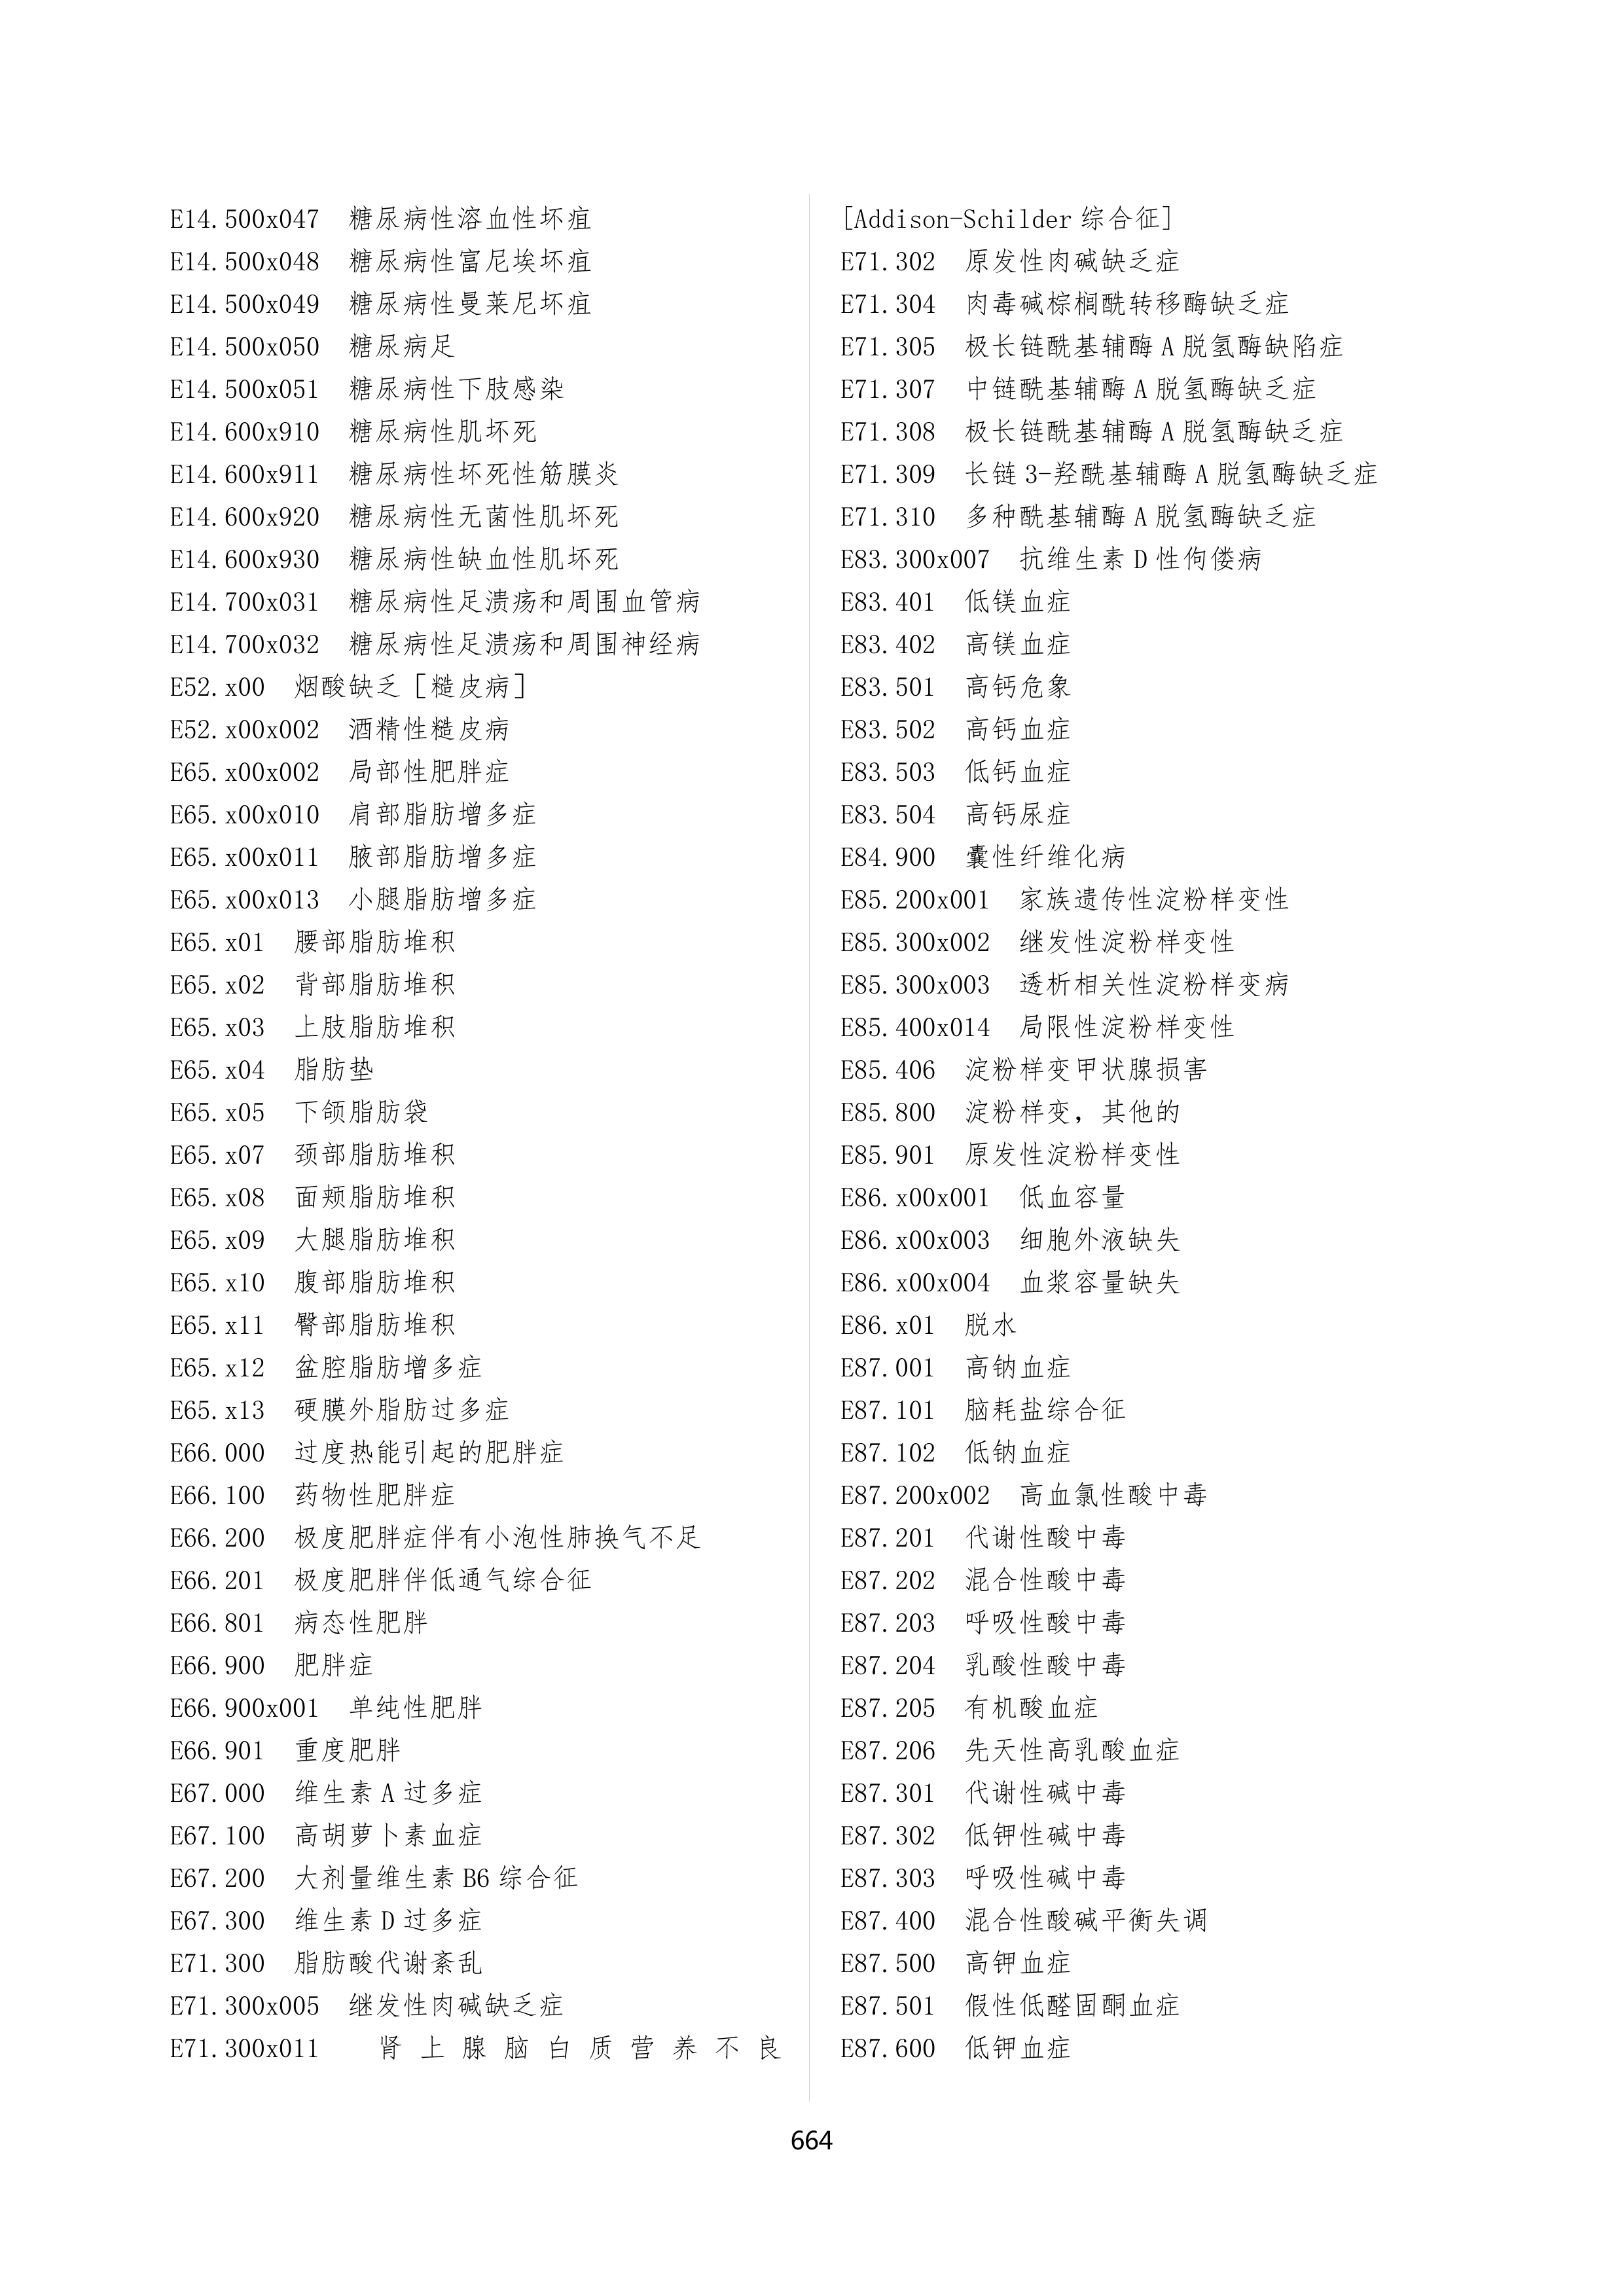 E14.500x047 糖尿病性溶血性坏疽
E14.500x048 糖尿病性富尼埃坏疽
E14.500x049 糖尿病性曼莱尼坏疽
E14.500x050 糖尿病足
E14.500x051 糖尿病性下肢感染
E14.600x910 糖尿病性肌坏死
E14.600x911 糖尿病性坏死性筋膜炎
E14.600x920 糖尿病性无菌性肌坏死
E14.600x930 糖尿病性缺血性肌坏死
E14.700x031 糖尿病性足溃疡和周围血管病
E14.700x032 糖尿病性足溃疡和周围神经病
E52.x00 烟酸缺乏［糙皮病］
E52.x00x002 酒精性糙皮病
E65.x00x002 局部性肥胖症
E65.x00x010 肩部脂肪增多症
E65.x00x011 腋部脂肪增多症
E65.x00x013 小腿脂肪增多症
E65.x01 腰部脂肪堆积
E65.x02 背部脂肪堆积
E65.x03 上肢脂肪堆积
E65.x04 脂肪垫
E65.x05 下颌脂肪袋
E65.x07 颈部脂肪堆积
E65.x08 面颊脂肪堆积
E65.x09 大腿脂肪堆积
E65.x10 腹部脂肪堆积
E65.x11 臀部脂肪堆积
E65.x12 盆腔脂肪增多症
E65.x13 硬膜外脂肪过多症
E66.000 过度热能引起的肥胖症
E66.100 药物性肥胖症
E66.200 极度肥胖症伴有小泡性肺换气不足
E66.201 极度肥胖伴低通气综合征
E66.801 病态性肥胖
E66.900 肥胖症
E66.900x001 单纯性肥胖
E66.901 重度肥胖
E67.000 维生素 A 过多症
E67.100 高胡萝卜素血症
E67.200 大剂量维生素 B6 综合征
E67.300 维生素 D 过多症
E71.300 脂肪酸代谢紊乱
E71.300x005 继发性肉碱缺乏症
E71.300x011 肾上腺脑白质营养不良
[Addison-Schilder 综合征]
E71.302 原发性肉碱缺乏症
E71.304 肉毒碱棕榈酰转移酶缺乏症
E71.305 极长链酰基辅酶 A 脱氢酶缺陷症
E71.307 中链酰基辅酶 A 脱氢酶缺乏症
E71.308 极长链酰基辅酶 A 脱氢酶缺乏症
E71.309 长链 3-羟酰基辅酶 A 脱氢酶缺乏症
E71.310 多种酰基辅酶 A 脱氢酶缺乏症
E83.300x007 抗维生素 D 性佝偻病
E83.401 低镁血症
E83.402 高镁血症
E83.501 高钙危象
E83.502 高钙血症
E83.503 低钙血症
E83.504 高钙尿症
E84.900 囊性纤维化病
E85.200x001 家族遗传性淀粉样变性
E85.300x002 继发性淀粉样变性
E85.300x003 透析相关性淀粉样变病
E85.400x014 局限性淀粉样变性
E85.406 淀粉样变甲状腺损害
E85.800 淀粉样变，其他的
E85.901 原发性淀粉样变性
E86.x00x001 低血容量
E86.x00x003 细胞外液缺失
E86.x00x004 血浆容量缺失
E86.x01 脱水
E87.001 高钠血症
E87.101 脑耗盐综合征
E87.102 低钠血症
E87.200x002 高血氯性酸中毒
E87.201 代谢性酸中毒
E87.202 混合性酸中毒
E87.203 呼吸性酸中毒
E87.204 乳酸性酸中毒
E87.205 有机酸血症
E87.206 先天性高乳酸血症
E87.301 代谢性碱中毒
E87.302 低钾性碱中毒
E87.303 呼吸性碱中毒
E87.400 混合性酸碱平衡失调
E87.500 高钾血症
E87.501 假性低醛固酮血症
E87.600 低钾血症
664